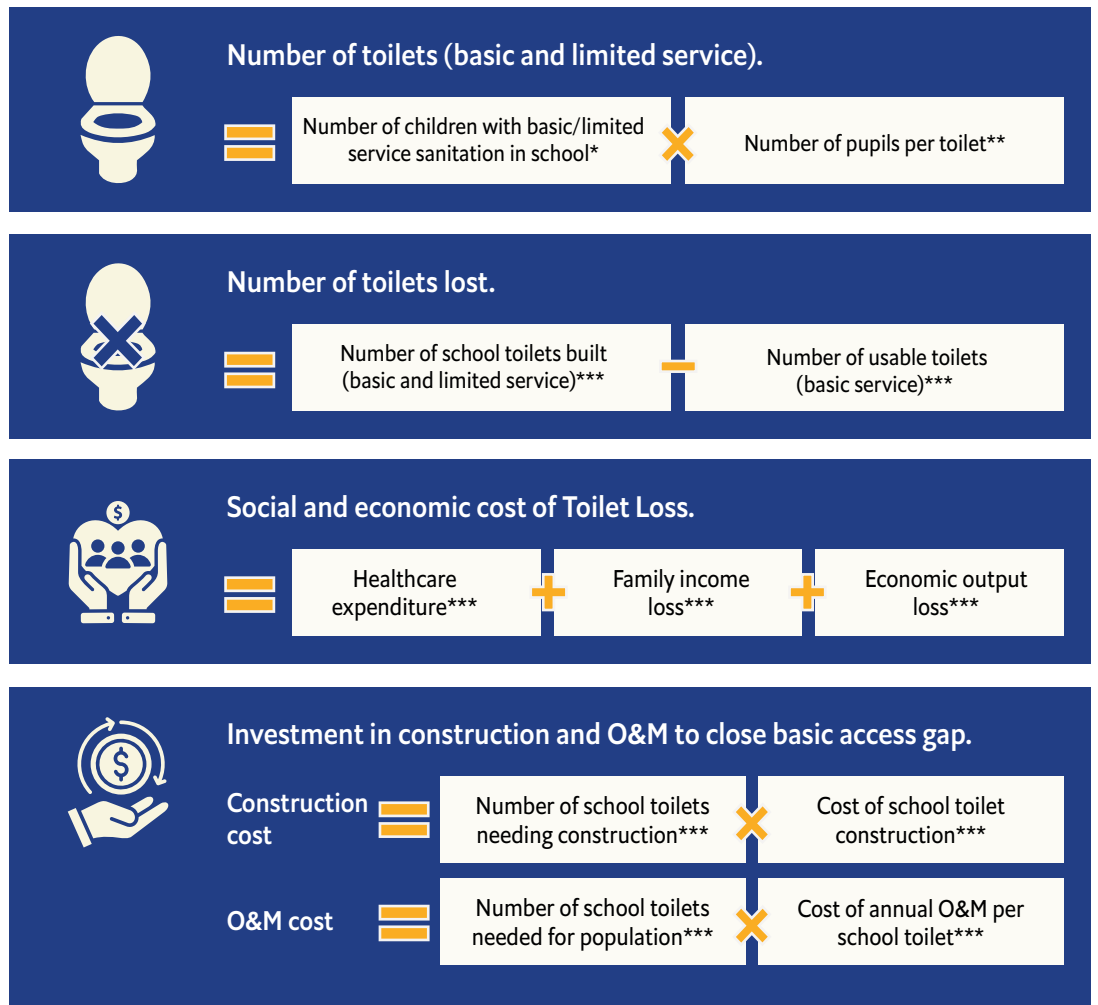 Number of toilets (basic and limited service).
Number of children with basic/limited
service sanitation in school*
Number of pupils per toilet**
Number of toilets lost.
Number of school toilets built
(basic and limited service)***
Number of usable toilets
(basic service)***
$
Social and economic cost of Toilet Loss.
Healthcare
expenditure***
Family income
loss***
Economic output
loss***
$
Investment in construction and O&M to close basic access gap.
Construction
cost
Number of school toilets
needing construction***
Cost of school toilet
construction***
O&M cost
Number of school toilets
needed for population***
Cost of annual O&M per
school toilet***